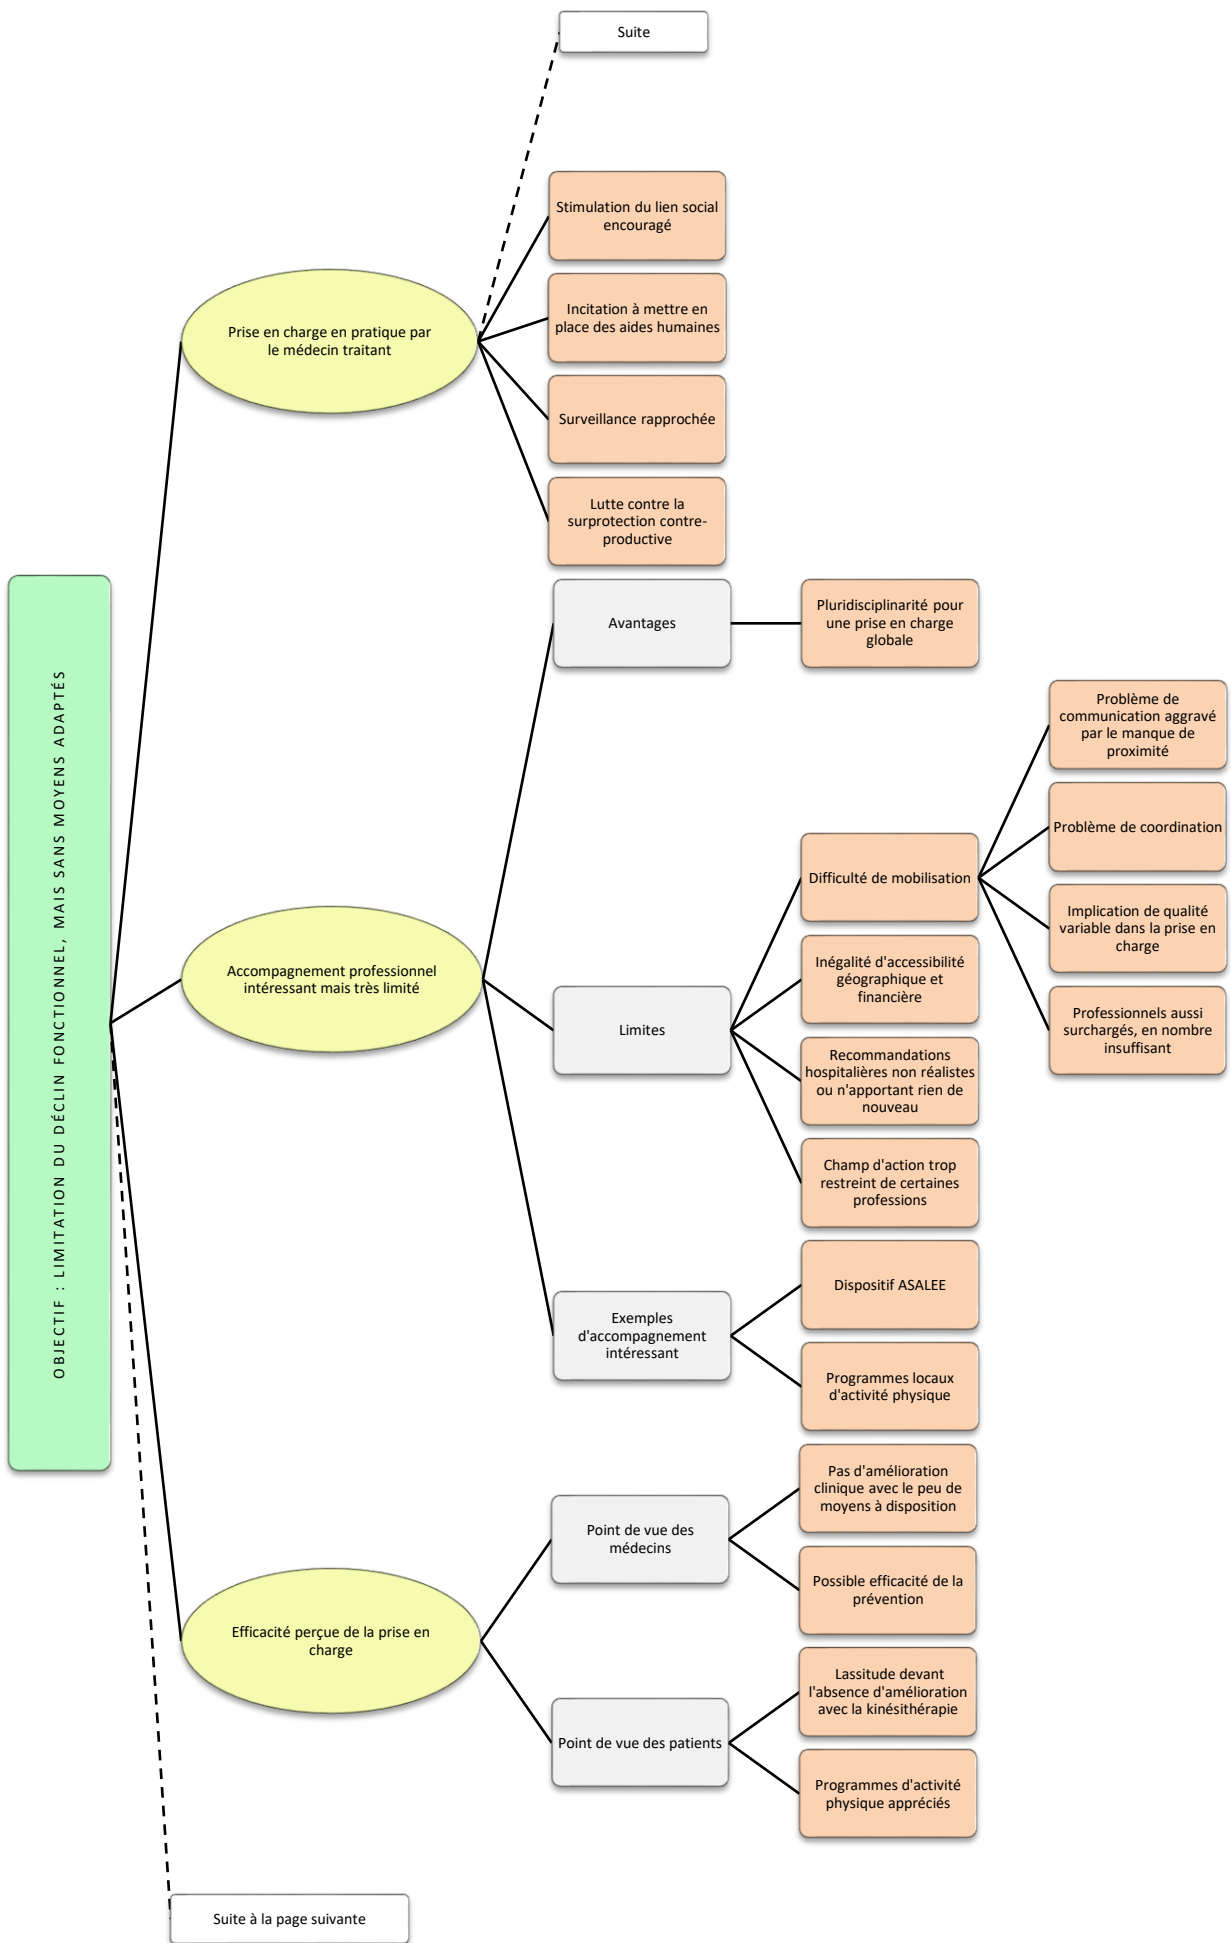 Suite
Stimulation du lien social
encouragé
Incitation à mettre en
place des aides humaines
Prise en charge en pratique par
le médecin traitant
Surveillance rapprochée
Lutte contre la
surprotection contre-
productive
OBJECTIF : LIMITATION DU DÉCLIN FONCTIONNEL, MAIS SANS MOYENS ADAPTÉS
Avantages
Pluridisciplinarité pour
une prise en charge
globale
Accompagnement professionnel
intéressant mais très limité
Limites
Difficulté de mobilisation
Problème de
communication aggravé
par le manque de
proximité
Problème de coordination
Implication de qualité
variable dans la prise en
charge
Professionnels aussi
surchargés, en nombre
insuffisant
Inégalité d'accessibilité
géographique et
financière
Recommandations
hospitalières non réalistes
ou n'apportant rien de
nouveau
Champ d'action trop
restreint de certaines
professions
Exemples
d'accompagnement
intéressant
Dispositif ASALEE
Programmes locaux
d'activité physique
Efficacité perçue de la prise en
charge
Point de vue des
médecins
Pas d'amélioration
clinique avec le peu de
moyens à disposition
Possible efficacité de la
prévention
Point de vue des patients
Lassitude devant
l'absence d'amélioration
avec la kinésithérapie
Programmes d'activité
physique appréciés
Suite à la page suivante